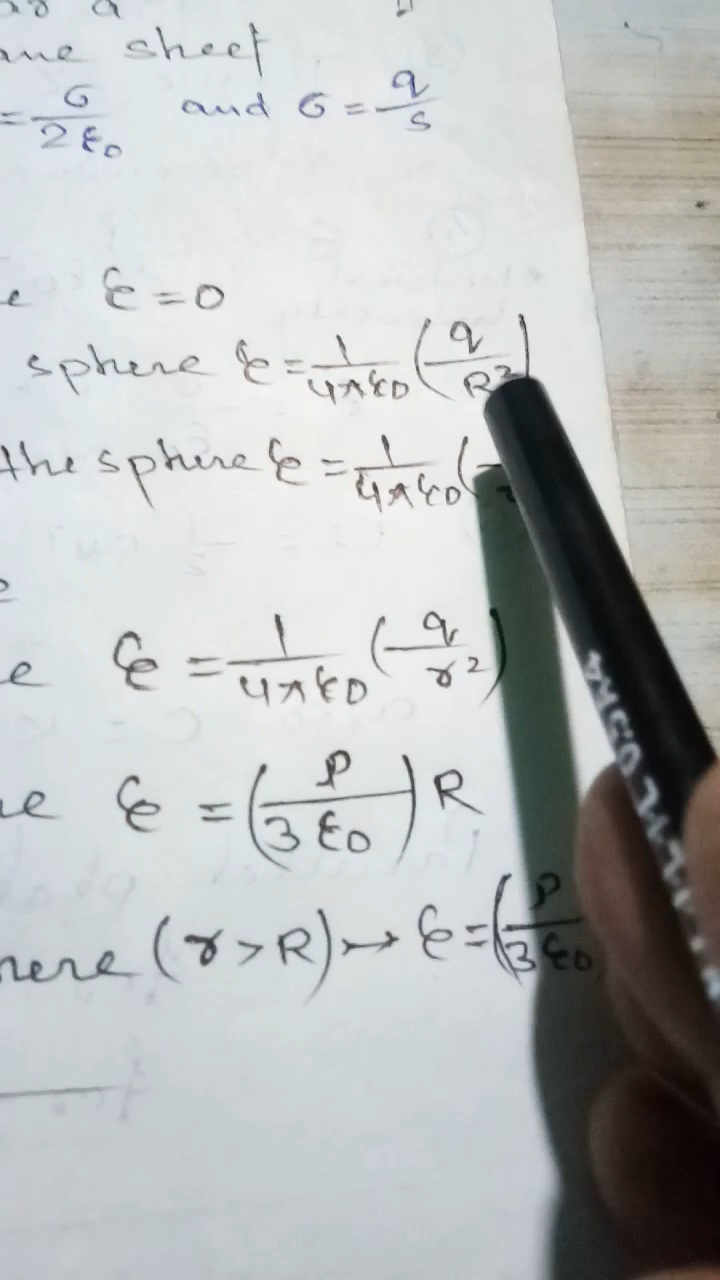 ane sheet
= σ/2ε₀ and σ = q/s
e E = 0
sphere E = 1/4πε₀ (q/R²)
the sphere E = 1/4πε₀ (
e E = 1/4πε₀ (q/r²)
ne E = (ρ/3ε₀) R
here (r > R) → E = (ρ/3ε₀